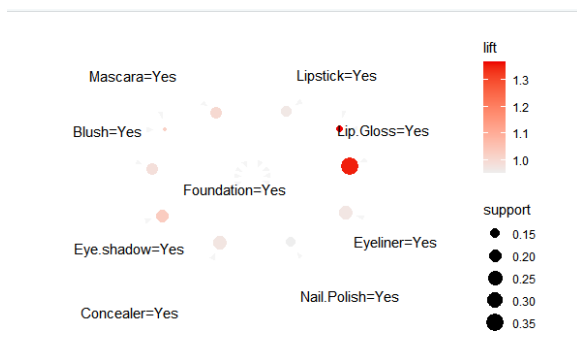 lift
Mascara=Yes
Lipstick=Yes
1.3
1.2
Blush=Yes
Lip.Gloss=Yes
1.1
1.0
Foundation=Yes
support
0.15
Eye.shadow=Yes
Eyeliner=Yes
0.20
0.25
Concealer=Yes
Nail.Polish=Yes
0.30
0.35